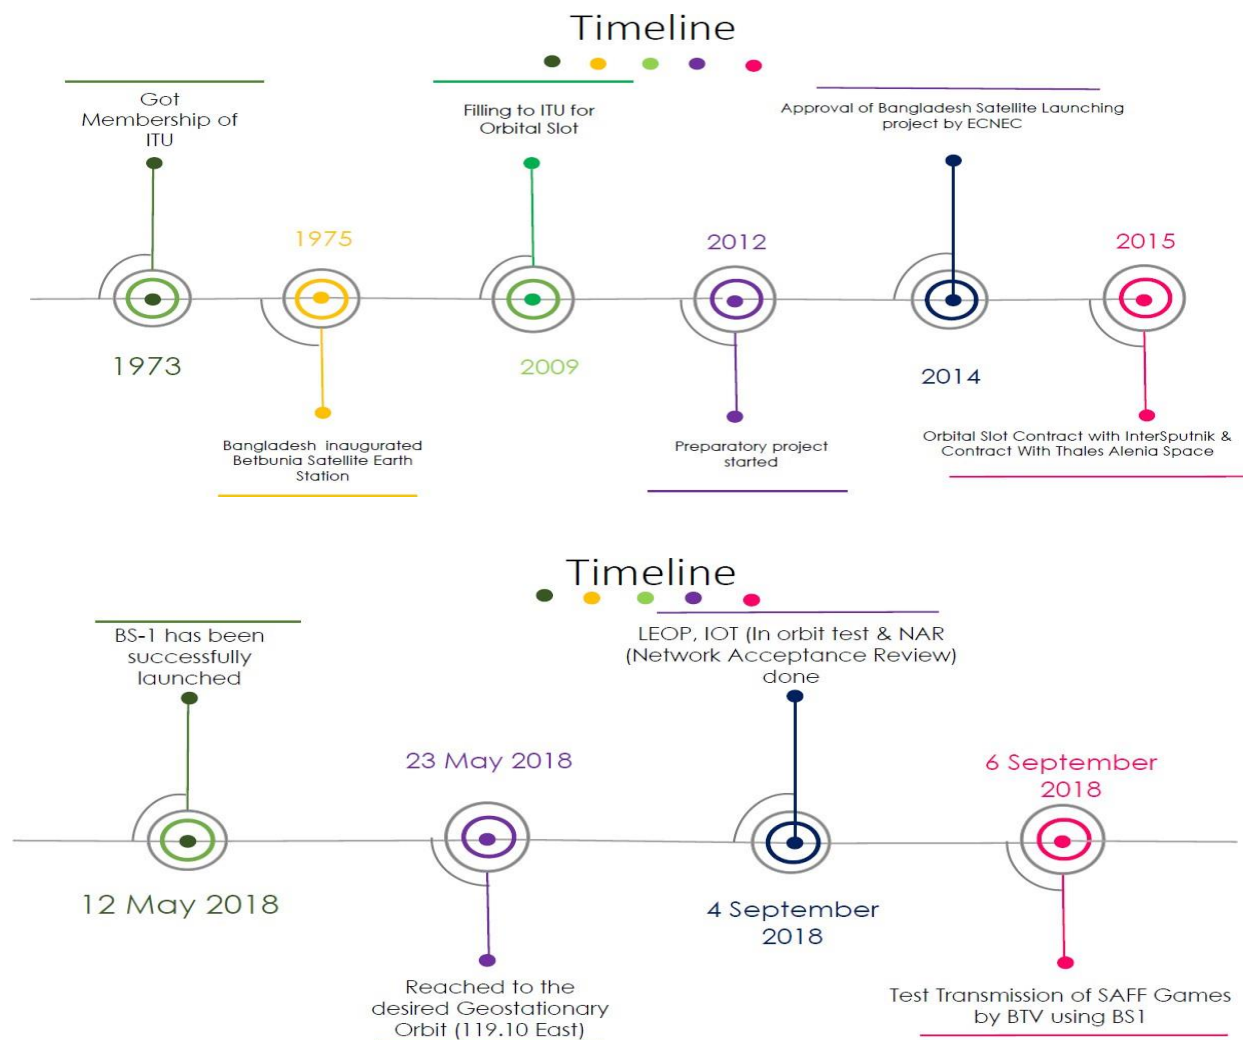 Timeline
Got
Membership of
ITU
1973
1975
Bangladesh inaugurated
Betbunia Satellite Earth
Station
Filling to ITU for
Orbital Slot
2009
2012
Preparatory project
started
Approval of Bangladesh Satellite Launching
project by ECNEC
2014
2015
Orbital Slot Contract with InterSputnik &
Contract With Thales Alenia Space
Timeline
BS-1 has been
successfully
launched
12 May 2018
23 May 2018
Reached to the
desired Geostationary
Orbit (119.10 East)
LEOP, IOT (In orbit test & NAR
(Network Acceptance Review)
done
4 September
2018
6 September
2018
Test Transmission of SAFF Games
by BTV using BS1